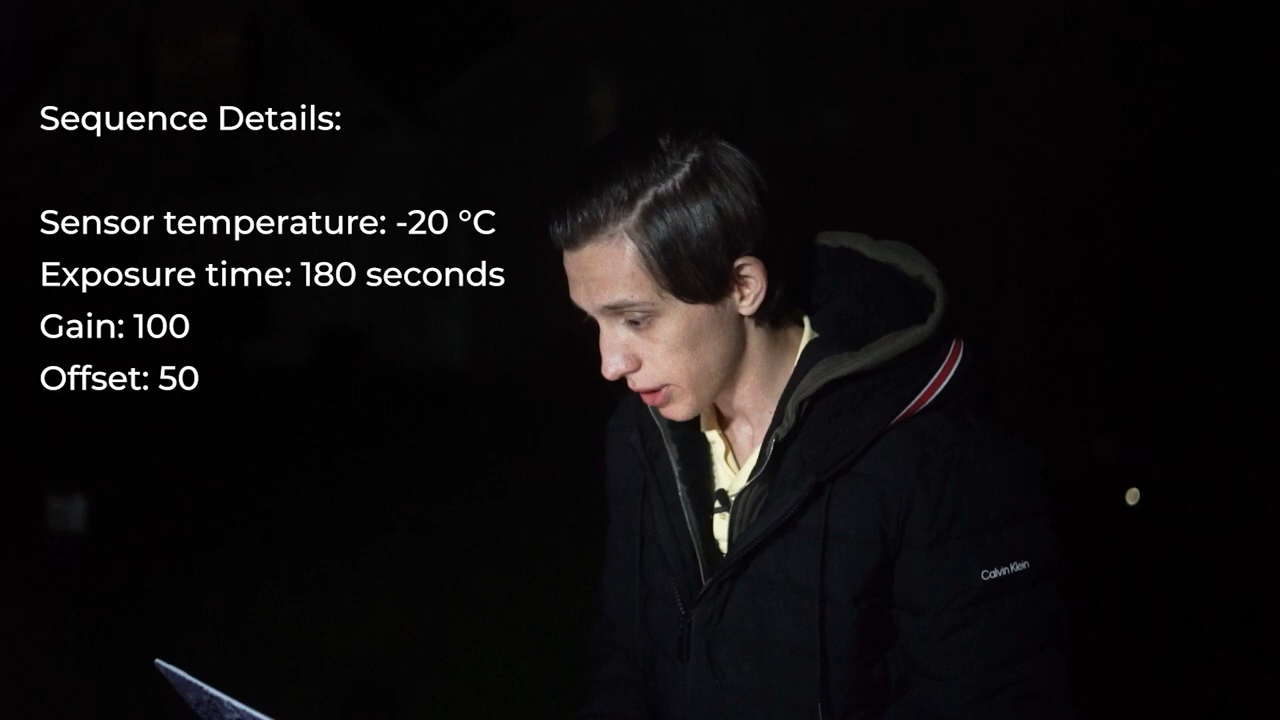 Sequence Details:
Sensor temperature: -20 °C
Exposure time: 180 seconds
Gain: 100
Offset: 50
Calvin Klein